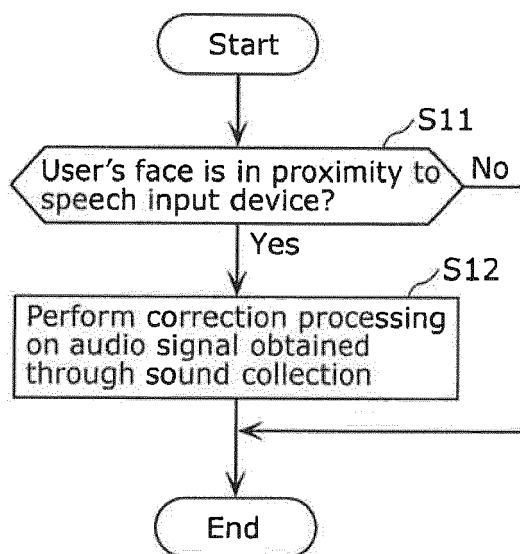 Start
S11
User's face is in proximity to
speech input device?
No
Yes
S12
Perform correction processing
on audio signal obtained
through sound collection
End